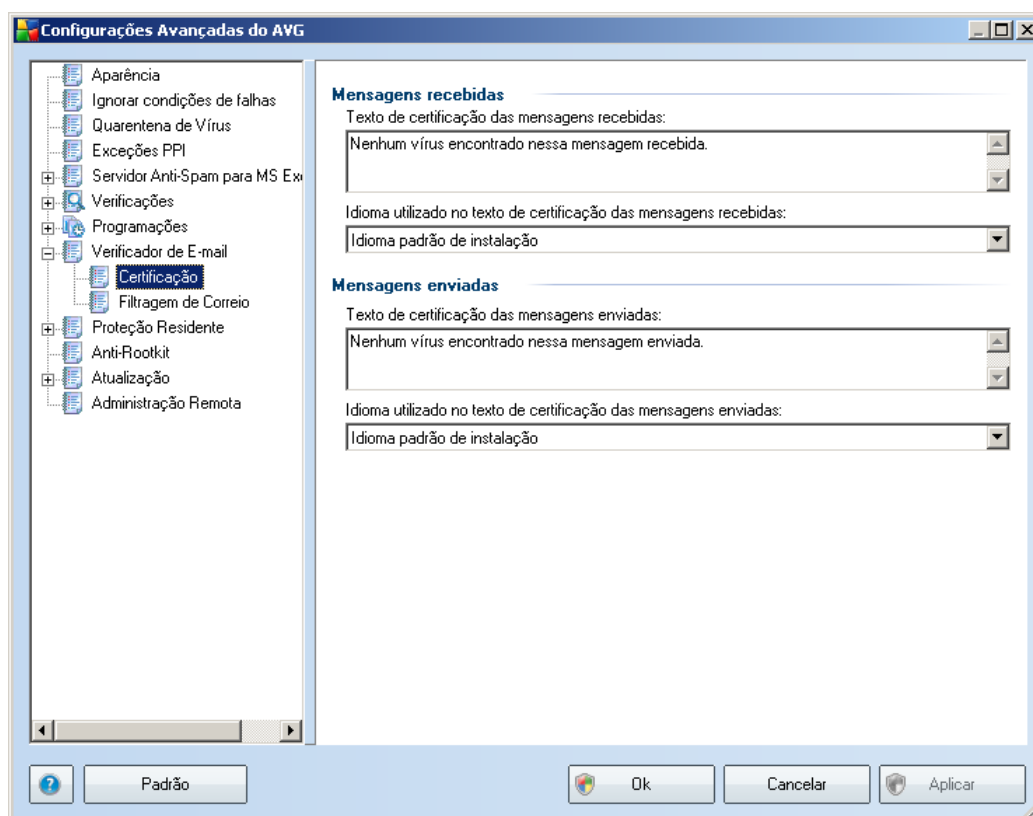 Configurações Avançadas do AVG
Aparência
Ignorar condições de falhas
Quarentena de Vírus
Exceções PPI
Servidor Anti-Spam para MS
Verificações
Programações
Verificador de E-mail
Certificação
Filtragem de Correio
Proteção Residente
Anti-Rootkit
Atualização
Administração Remota
Mensagens recebidas
Texto de certificação das mensagens recebidas:
Nenhum vírus encontrado nessa mensagem recebida.
Idioma utilizado no texto de certificação das mensagens recebidas:
Idioma padrão de instalação
Mensagens enviadas
Texto de certificação das mensagens enviadas:
Nenhum vírus encontrado nessa mensagem enviada.
Idioma utilizado no texto de certificação das mensagens enviadas:
Idioma padrão de instalação
Padrão
Ok
Cancelar
Aplicar